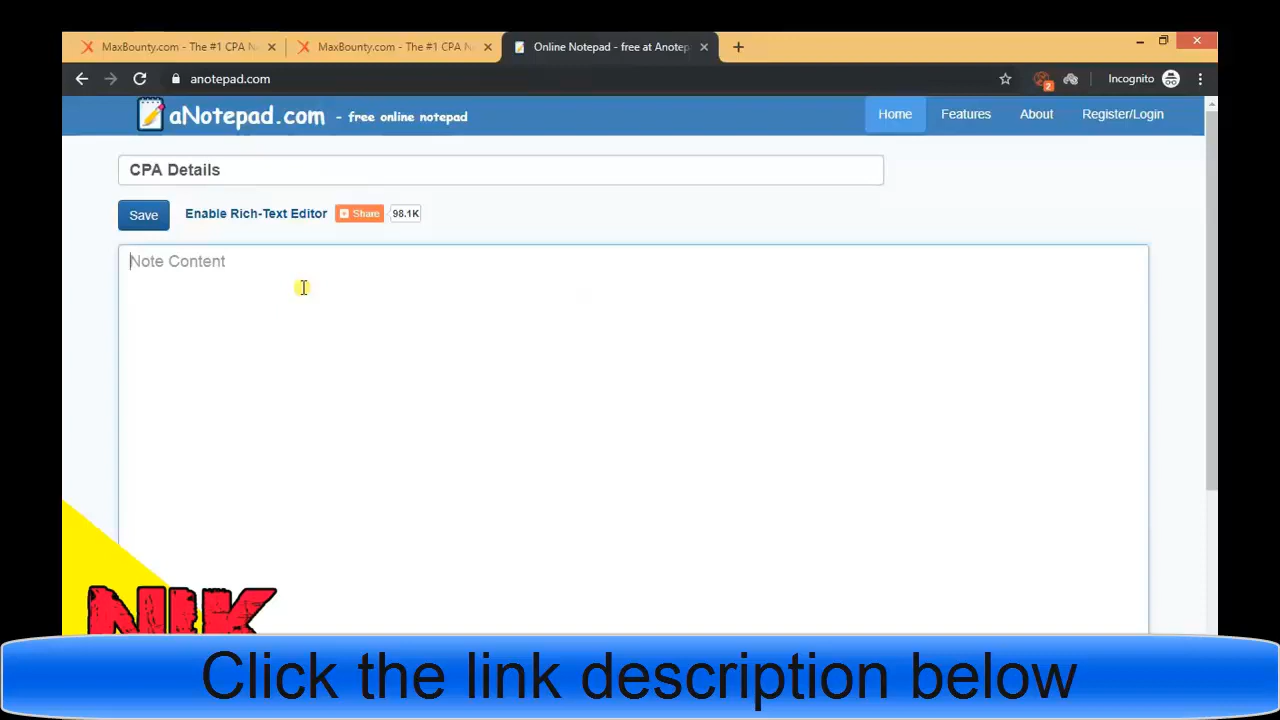 MaxBounty.com - The #1 CPA N
MaxBounty.com - The #1 CPA N
Online Notepad - free at Anotep
anotepad.com
2
Incognito
aNotepad.com - free online notepad
Home
Features
About
Register/Login
CPA Details
Save
Enable Rich-Text Editor
Share
98.1K
Note Content
NIK
Click the link description below